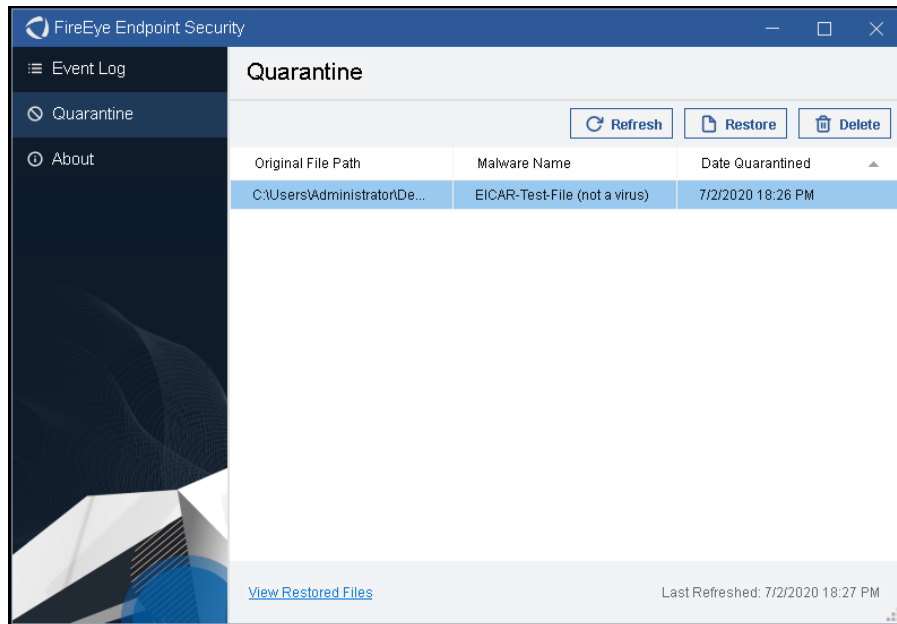 FireEye Endpoint Security
Event Log
Quarantine
About
Quarantine
Refresh Restore Delete
Original File Path Malware Name Date Quarantined
C:\Users\Administrator\De... EICAR-Test-File (not a virus) 7/2/2020 18:26 PM
View Restored Files Last Refreshed: 7/2/2020 18:27 PM